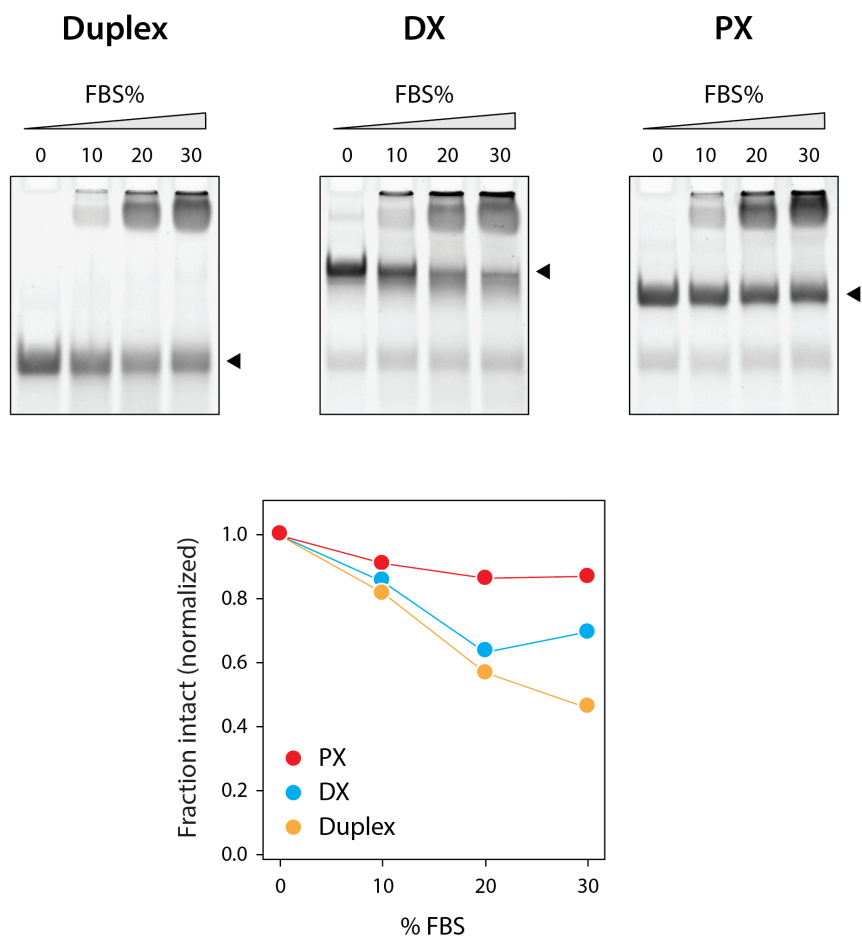 Duplex DX PX
FBS% FBS% FBS%
0 10 20 30 0 10 20 30 0 10 20 30
Fraction intact (normalized)
1.0
0.8
0.6
0.4
0.2
0.0
PX
DX
Duplex
0 10 20 30
% FBS